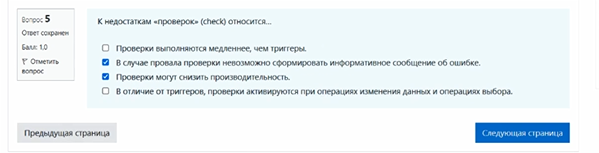 Вопрос 5
Ответ сохранен
Балл: 1.0
Отметить
вопрос
К недостаткам «проверок» (check) относится...
Проверки выполняются медленнее, чем триггеры.
В случае провала проверки невозможно сформировать информативное сообщение об ошибке.
Проверки могут снизить производительность.
В отличие от триггеров, проверки активируются при операциях изменения данных и операциях выбора.
Предыдущая страница
Следующая страница